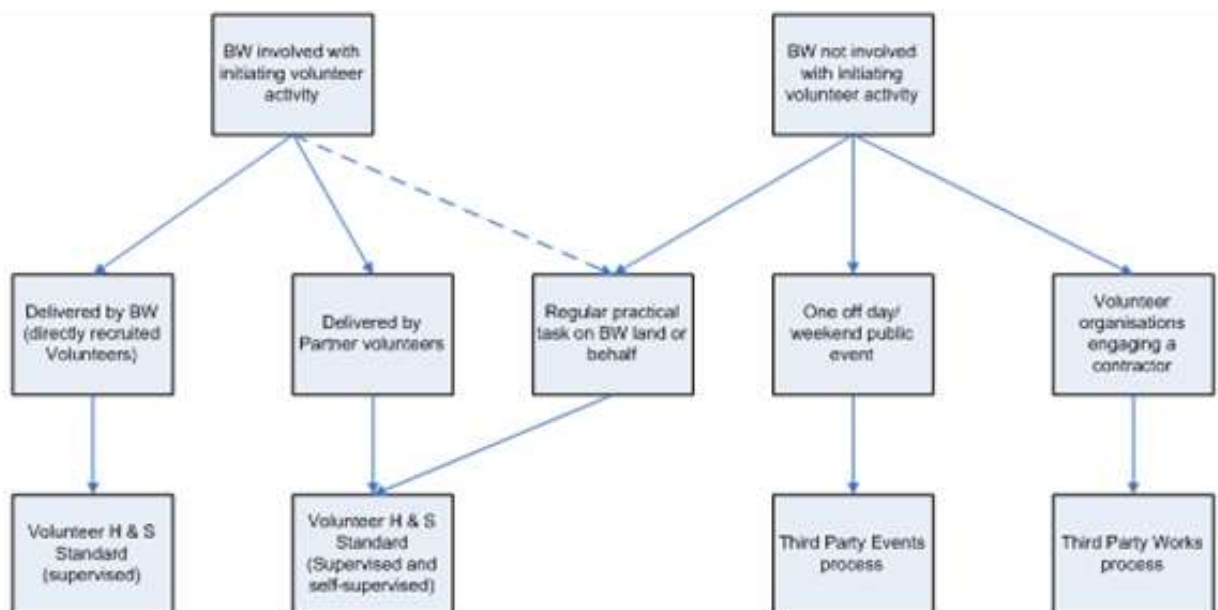 BW involved with
initiating volunteer
activity
BW not involved
with initiating
volunteer activity
Delivered by BW
(directly recruited
Volunteers)
Delivered by
Partner volunteers
Regular practical
task on BW land or
behalf
One off day/
weekend public
event
Volunteer
organisations
engaging a
contractor
Volunteer H & S
Standard
(supervised)
Volunteer H & S
Standard
(Supervised and
self-supervised)
Third Party Events
process
Third Party Works
process